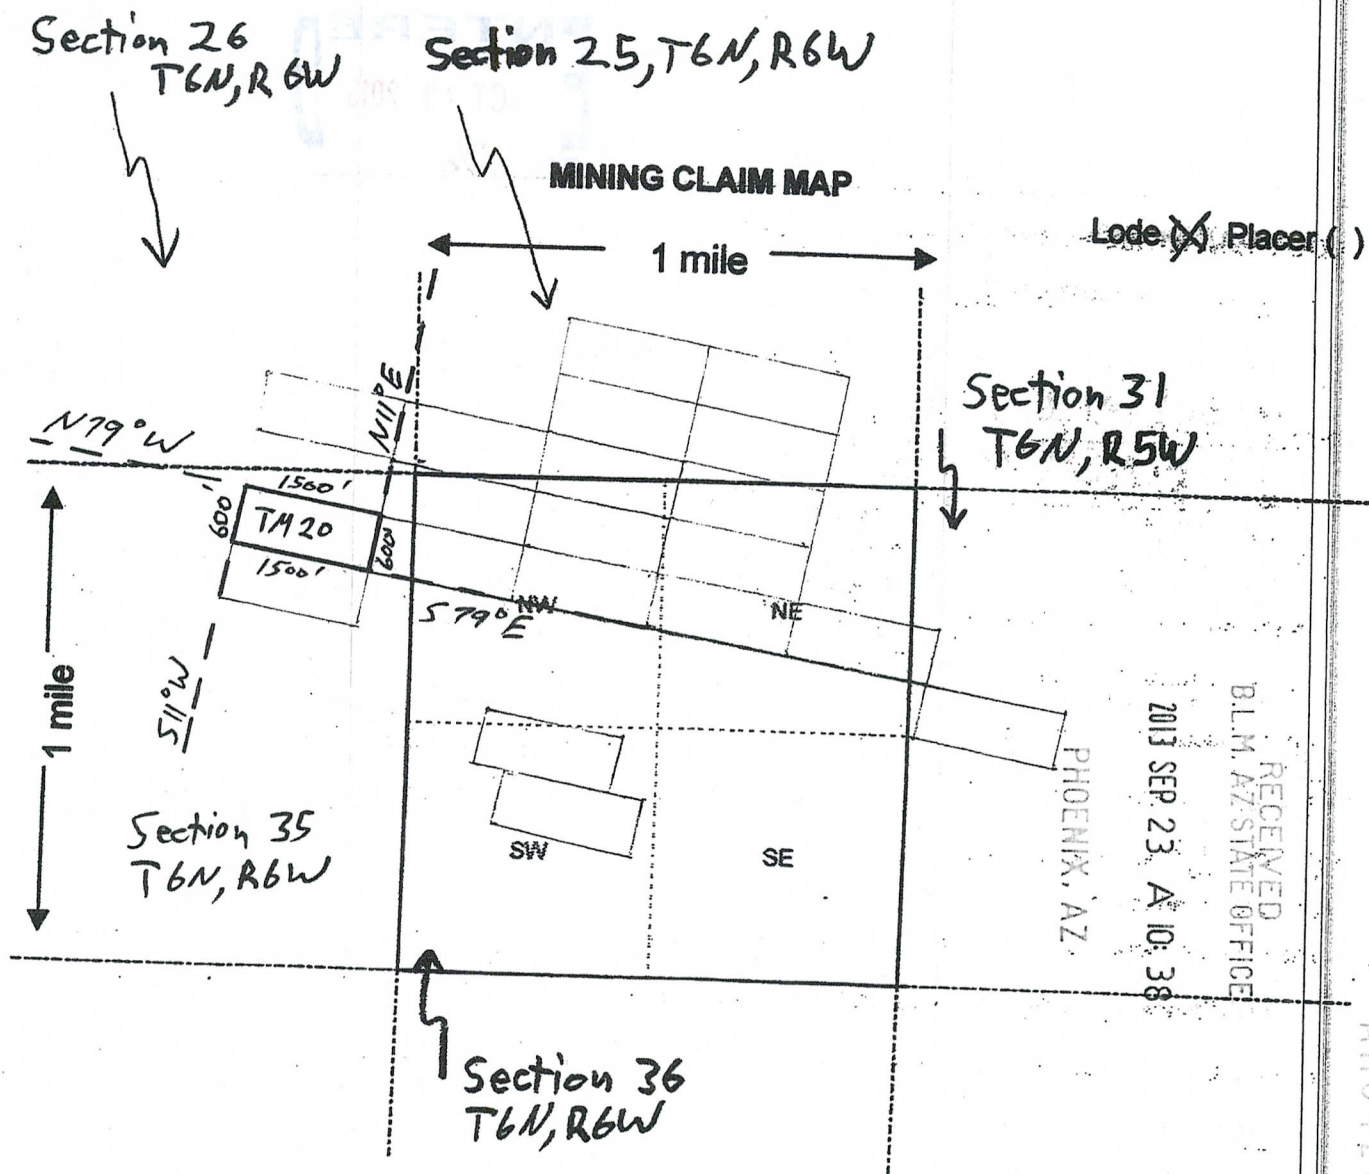 Section 26
T6N, R6W
Section 25, T6N, R6W
MINING CLAIM MAP
Lode (X) Placer ( )
1 mile
Section 31
T6N, R5W
N79°W
N11°E
1500'
600'
TM 20
600'
1500'
S79°E
NW
NE
S11°W
1 mile
Section 35
T6N, R6W
SW
SE
RECEIVED
B.L.M. AZ STATE OFFICE
2013 SEP 23 A 10: 38
PHOENIX, AZ
Section 36
T6N, R6W